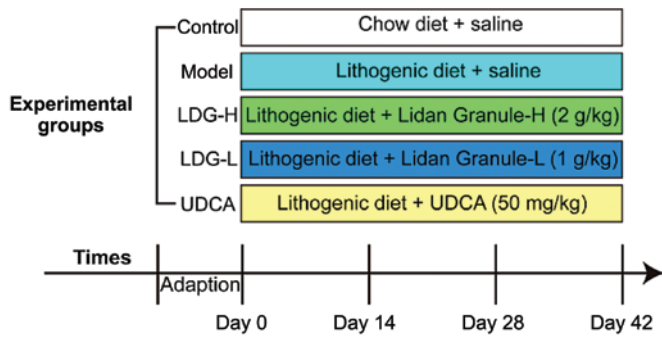 Control
Chow diet + saline
Model
Lithogenic diet + saline
Experimental
groups
LDG-H
Lithogenic diet + Lidan Granule-H (2 g/kg)
LDG-L
Lithogenic diet + Lidan Granule-L (1 g/kg)
UDCA
Lithogenic diet + UDCA (50 mg/kg)
Times
Adaption
Day 0
Day 14
Day 28
Day 42